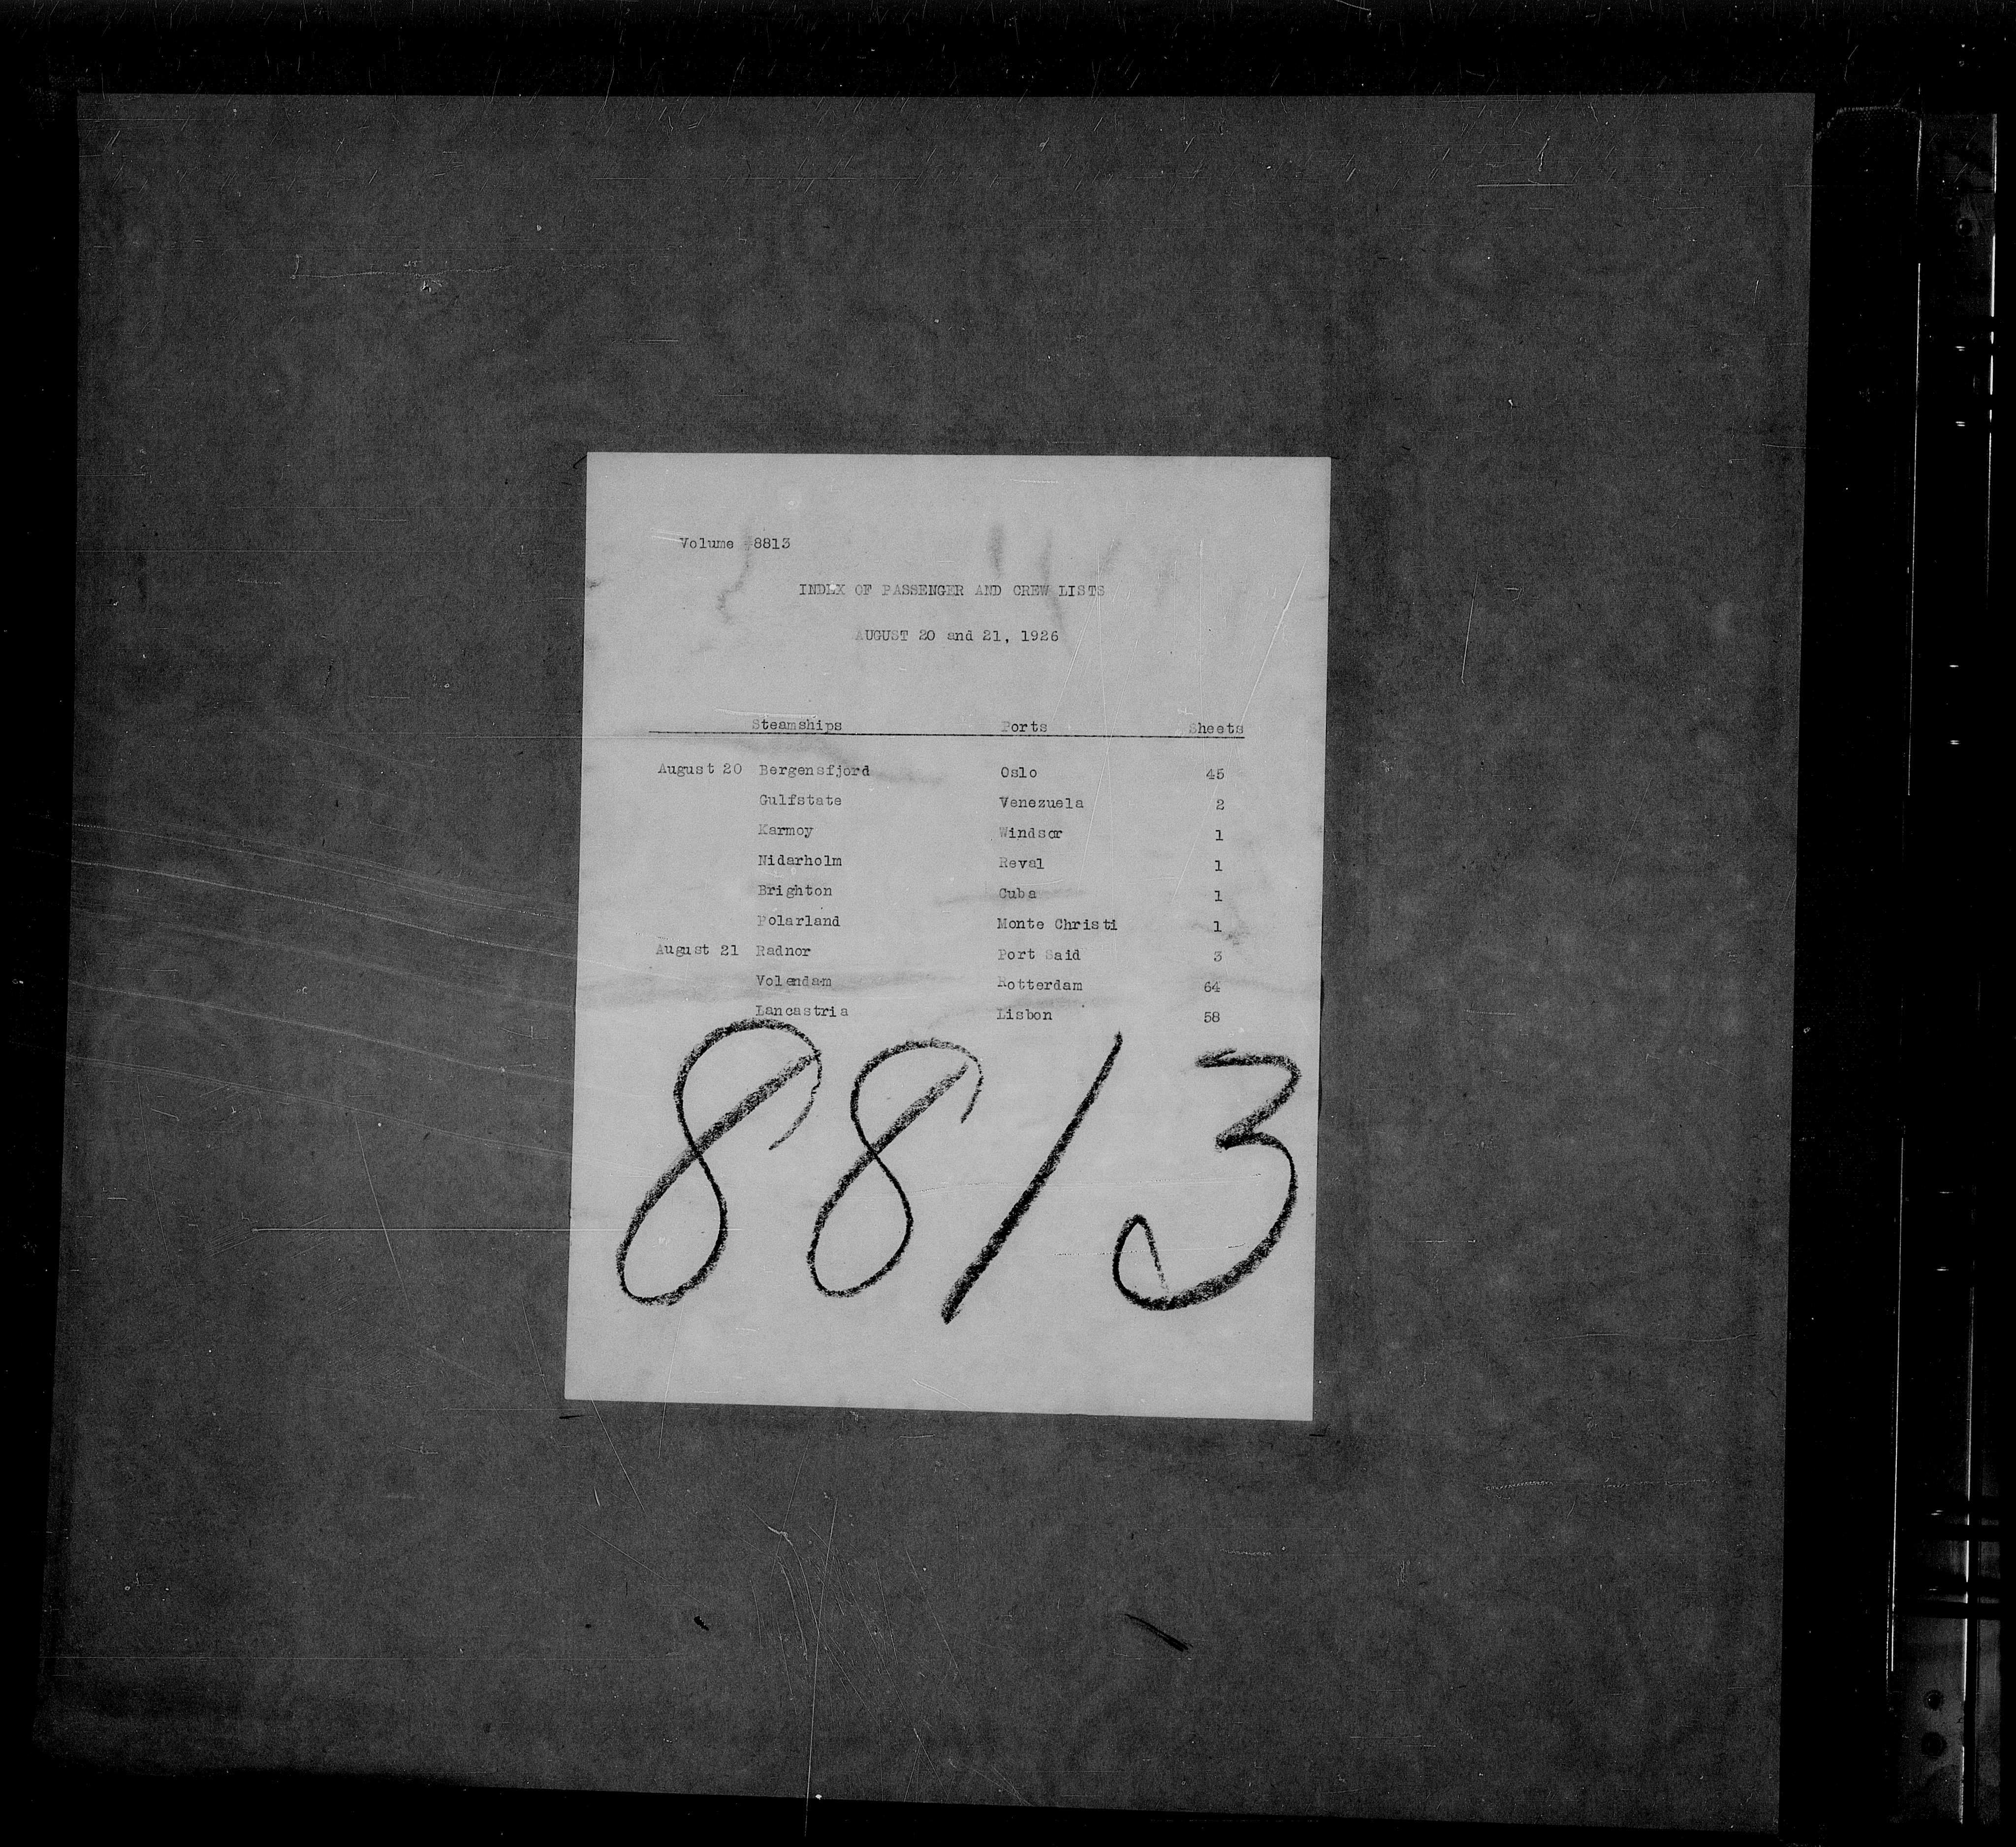 Volume #8813
INDEX OF PASSENGER AND CREW LISTS
AUGUST 20 and 21, 1926
Steamships Ports Sheets
August 20 Bergensfjord Oslo 45
Gulfstate Venezuela 2
Karmoy Windsor 1
Nidarholm Reval 1
Brighton Cuba 1
Polarland Monte Christi 1
August 21 Radnor Port Said 3
Volendam Rotterdam 64
Lancastria Lisbon 58
8813